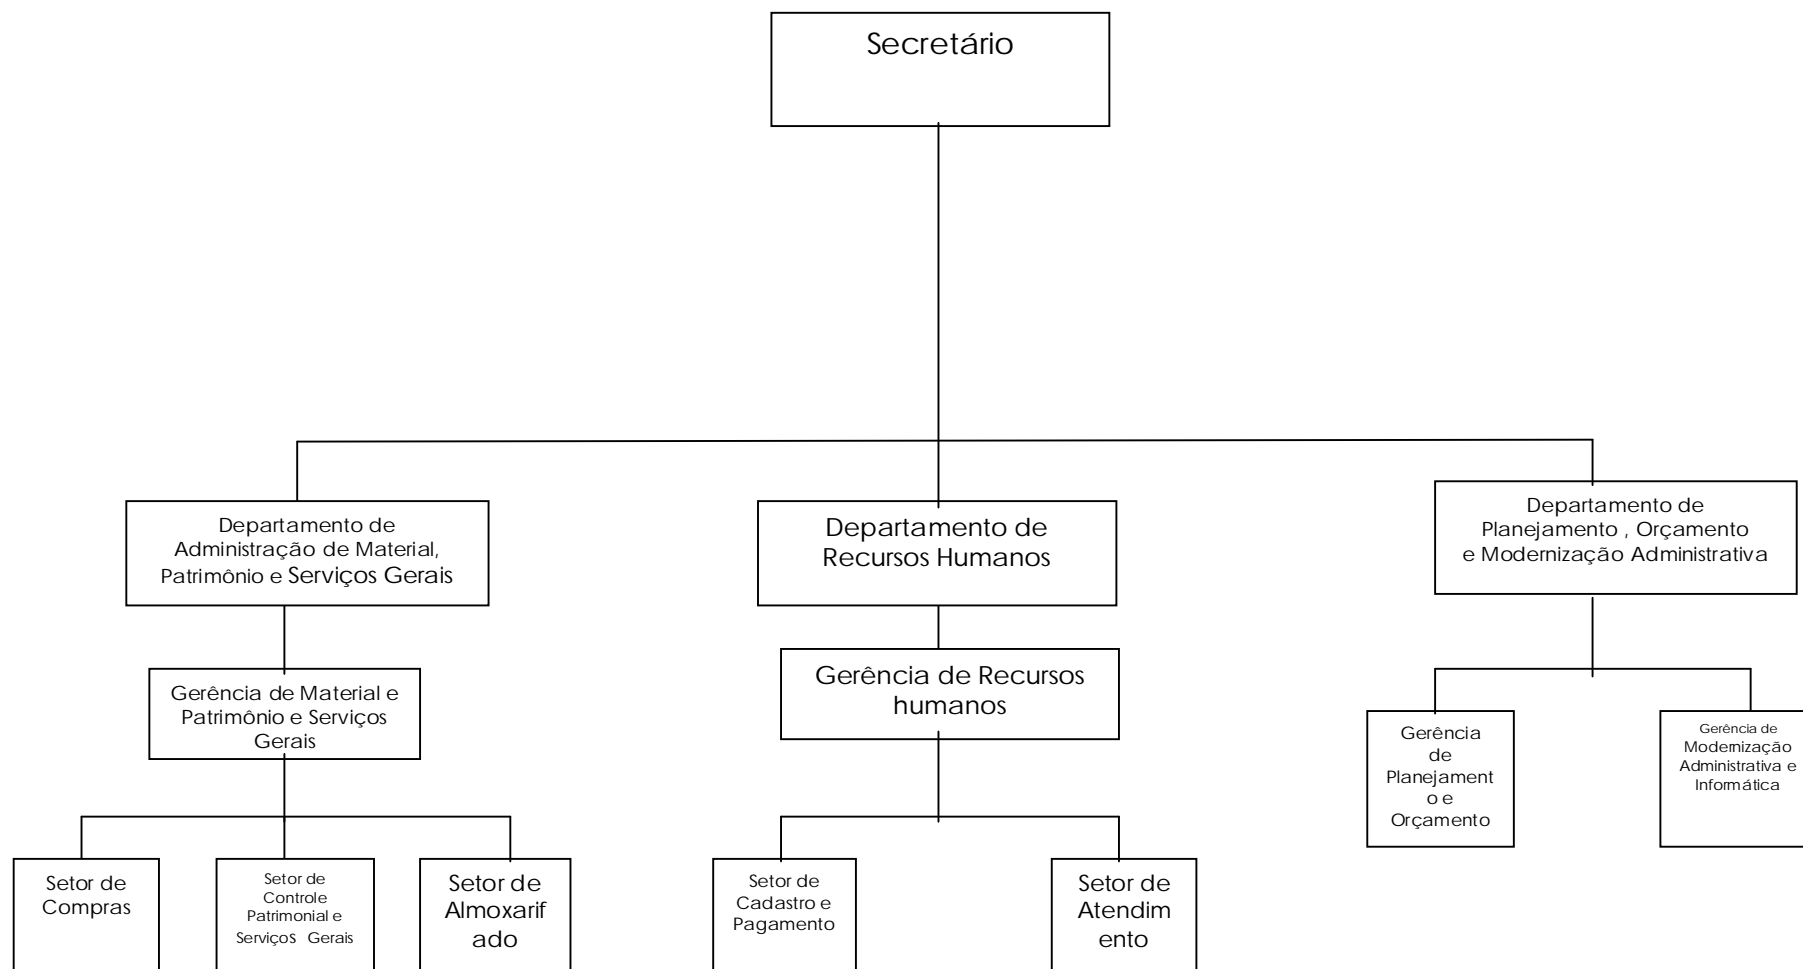 Secretário
Departamento de
Administração de Material,
Patrimônio e Serviços Gerais
Departamento de
Recursos Humanos
Departamento de
Planejamento , Orçamento
e Modernização Administrativa
Gerência de Material e
Patrimônio e Serviços
Gerais
Gerência de Recursos
humanos
Gerência
de
Planejament
o e
Orçamento
Gerência de
Modernização
Administrativa e
Informática
Setor de
Compras
Setor de
Controle
Patrimonial e
Serviços Gerais
Setor de
Almoxarif
ado
Setor de
Cadastro e
Pagamento
Setor de
Atendim
ento